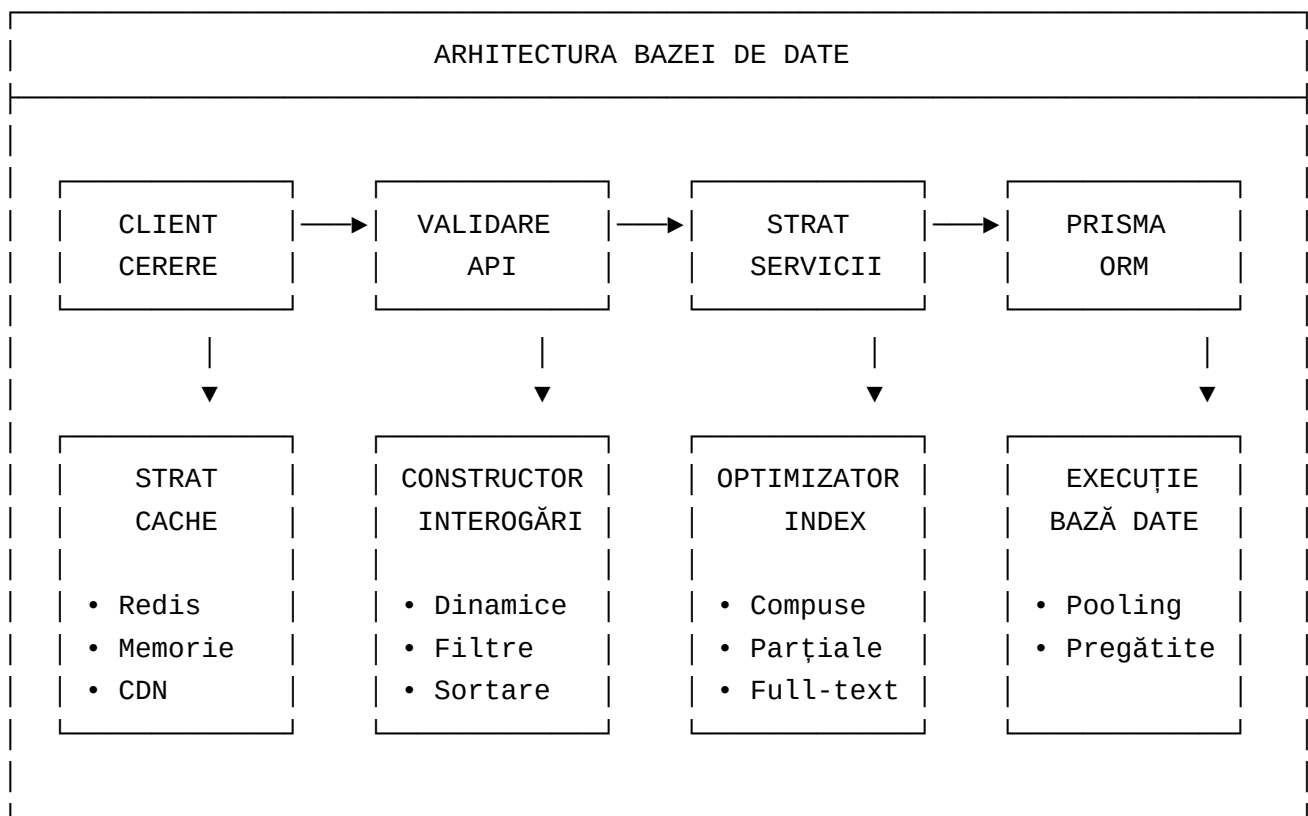 ARHITECTURA BAZEI DE DATE
CLIENT CERERE
VALIDARE API
STRAT SERVICII
PRISMA ORM
STRAT CACHE
• Redis
• Memorie
• CDN
CONSTRUCTOR INTEROGĂRI
• Dinamice
• Filtre
• Sortare
OPTIMIZATOR INDEX
• Compuse
• Parțiale
• Full-text
EXECUȚIE BAZĂ DATE
• Pooling
• Pregătite